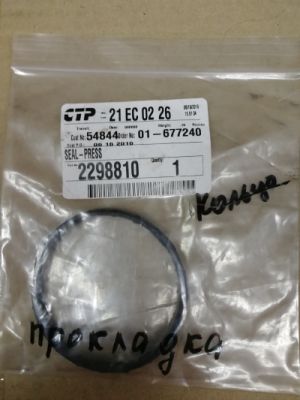 CTP 21 EC 02 26
54844 01-677240
SEAL-PRESS
2298810 1
кольцо
прокладка